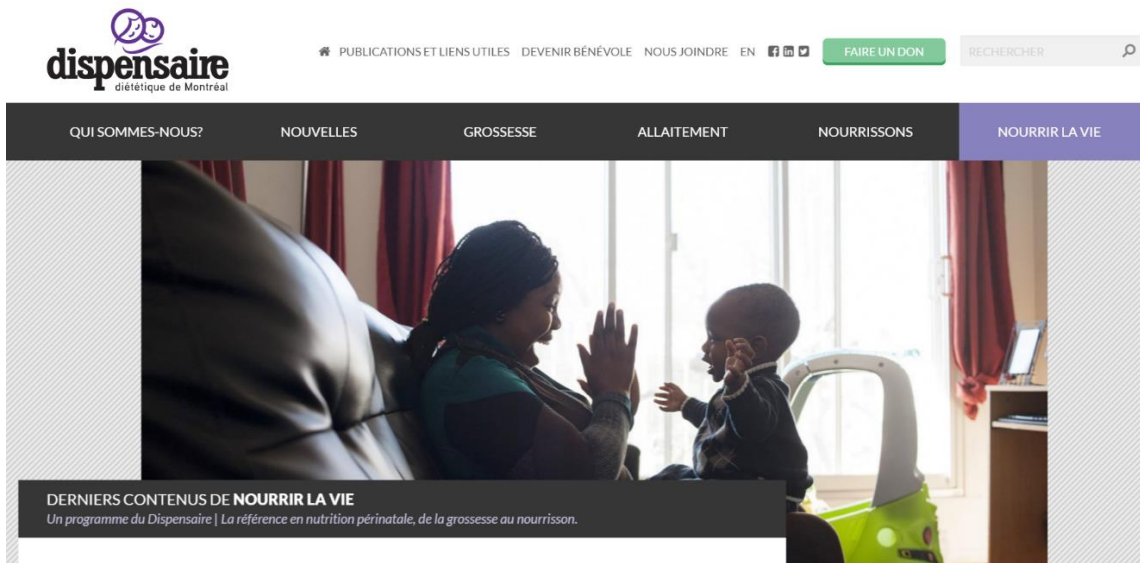 dispensaire
diététique de Montréal
PUBLICATIONS ET LIENS UTILES DEVENIR BÉNÉVOLE NOUS JOINDRE EN FAIRE UN DON RECHERCHER
QUI SOMMES-NOUS? NOUVELLES GROSSESSE ALLAITEMENT NOURRISSONS NOURRIR LA VIE
DERNIERS CONTENUS DE NOURRIR LA VIE
Un programme du Dispensaire | La référence en nutrition périnatale, de la grossesse au nourrisson.